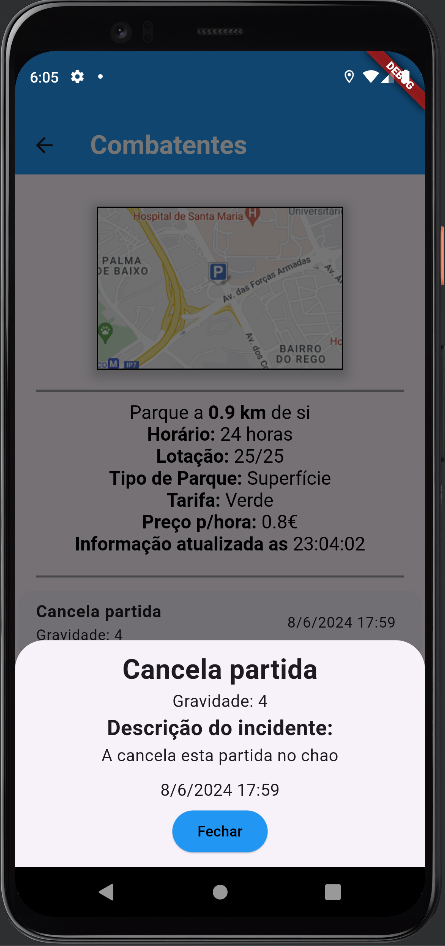 6:05
DEBUG
Combatentes
Hospital de Santa Maria
H
Universitári
PALMA
DE BAIXO
P
Av. das Forças Armadas
Av. dos C
BAIRRO
DO REGO
M
IP7
Parque a 0.9 km de si
Horário: 24 horas
Lotação: 25/25
Tipo de Parque: Superfície
Tarifa: Verde
Preço p/hora: 0.8€
Informação atualizada as 23:04:02
Cancela partida
8/6/2024 17:59
Gravidade: 4
Cancela partida
Gravidade: 4
Descrição do incidente:
A cancela esta partida no chao
8/6/2024 17:59
Fechar